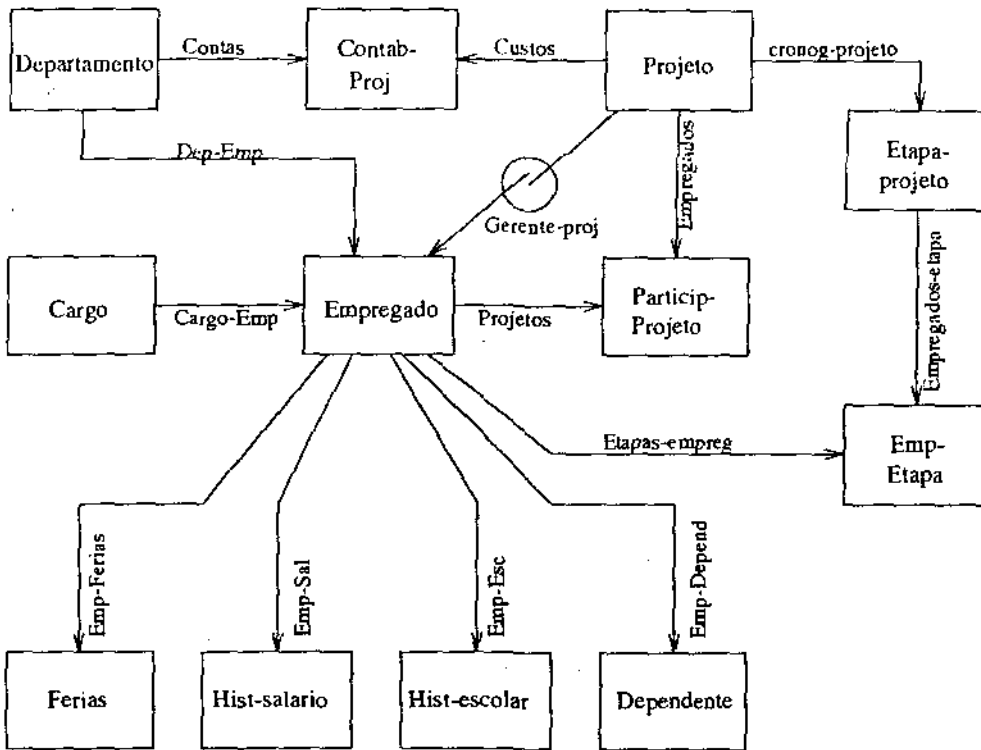 Departamento
Contas
Contab-
Proj
Custos
Projeto
cronog-projeto
Dep-Emp
Empregados
Etapa-
projeto
Gerente-proj
Cargo
Cargo-Emp
Empregado
Projetos
Particip-
Projeto
Empregados-etapa
Etapas-empreg
Emp-
Etapa
Emp-Ferias
Emp-Sal
Emp-Esc
Emp-Depend
Ferias
Hist-salario
Hist-escolar
Dependente